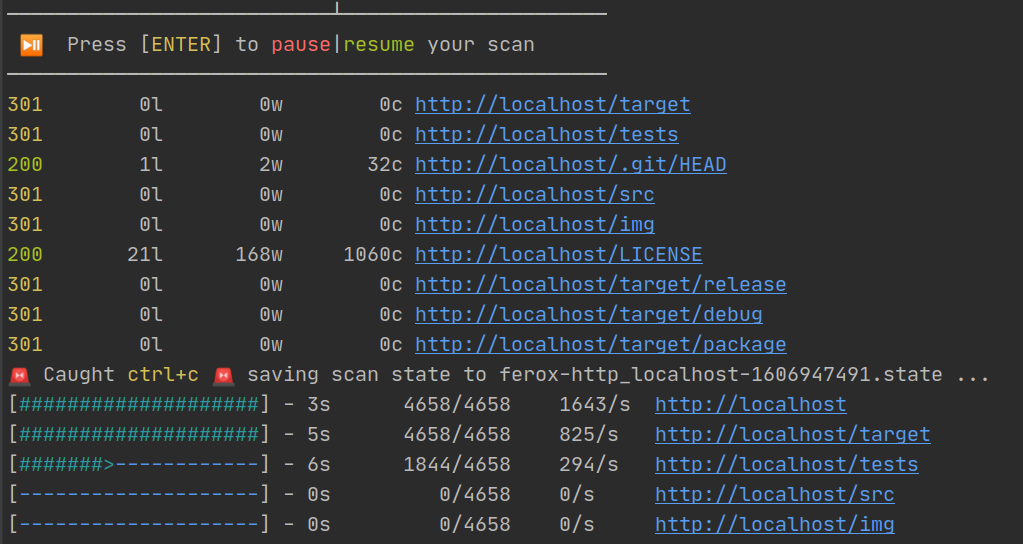 Press [ENTER] to pause|resume your scan
301 0l 0w 0c http://localhost/target
301 0l 0w 0c http://localhost/tests
200 1l 2w 32c http://localhost/.git/HEAD
301 0l 0w 0c http://localhost/src
301 0l 0w 0c http://localhost/img
200 21l 168w 1060c http://localhost/LICENSE
301 0l 0w 0c http://localhost/target/release
301 0l 0w 0c http://localhost/target/debug
301 0l 0w 0c http://localhost/target/package
🚨 Caught ctrl+c 🚨 saving scan state to ferox-http_localhost-1606947491.state ...
[####################] - 3s 4658/4658 1643/s http://localhost
[####################] - 5s 4658/4658 825/s http://localhost/target
[#######>------------] - 6s 1844/4658 294/s http://localhost/tests
[--------------------] - 0s 0/4658 0/s http://localhost/src
[--------------------] - 0s 0/4658 0/s http://localhost/img